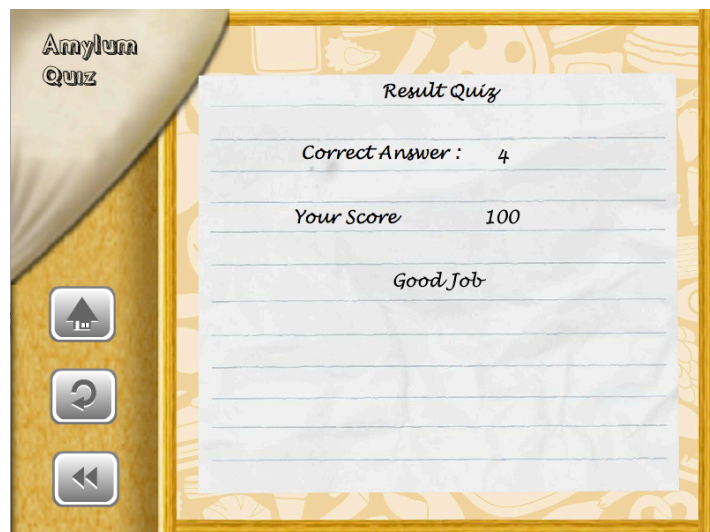 Amylum
Quiz
Result Quiz
Correct Answer : 4
Your Score 100
Good Job